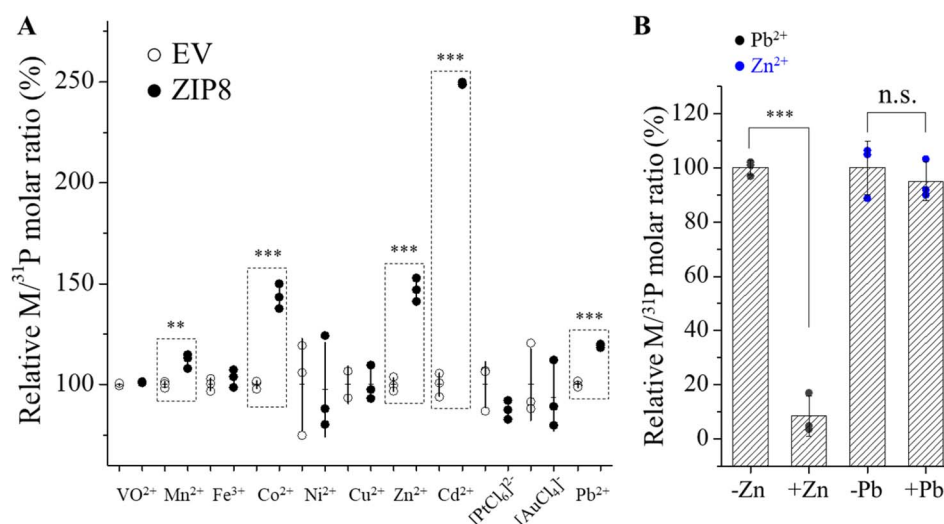 A
EV
ZIP8
Relative M/³¹P molar ratio (%)
250
200
150
100
**
***
***
***
***
VO²⁺ Mn²⁺ Fe³⁺ Co²⁺ Ni²⁺ Cu²⁺ Zn²⁺ Cd²⁺ [PtCl₆]²⁻ [AuCl₄]⁻ Pb²⁺
B
Pb²⁺
Zn²⁺
Relative M/³¹P molar ratio (%)
120
100
80
60
40
20
0
***
n.s.
-Zn +Zn -Pb +Pb